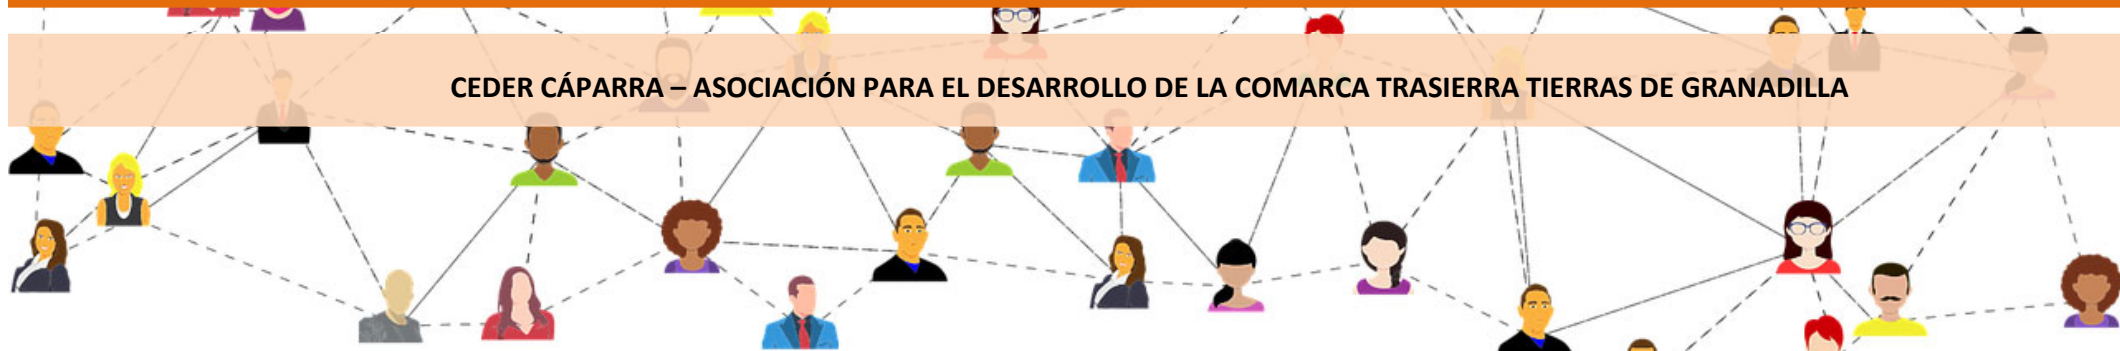 CEDER CÁPARRA – ASOCIACIÓN PARA EL DESARROLLO DE LA COMARCA TRASIERRA TIERRAS DE GRANADILLA